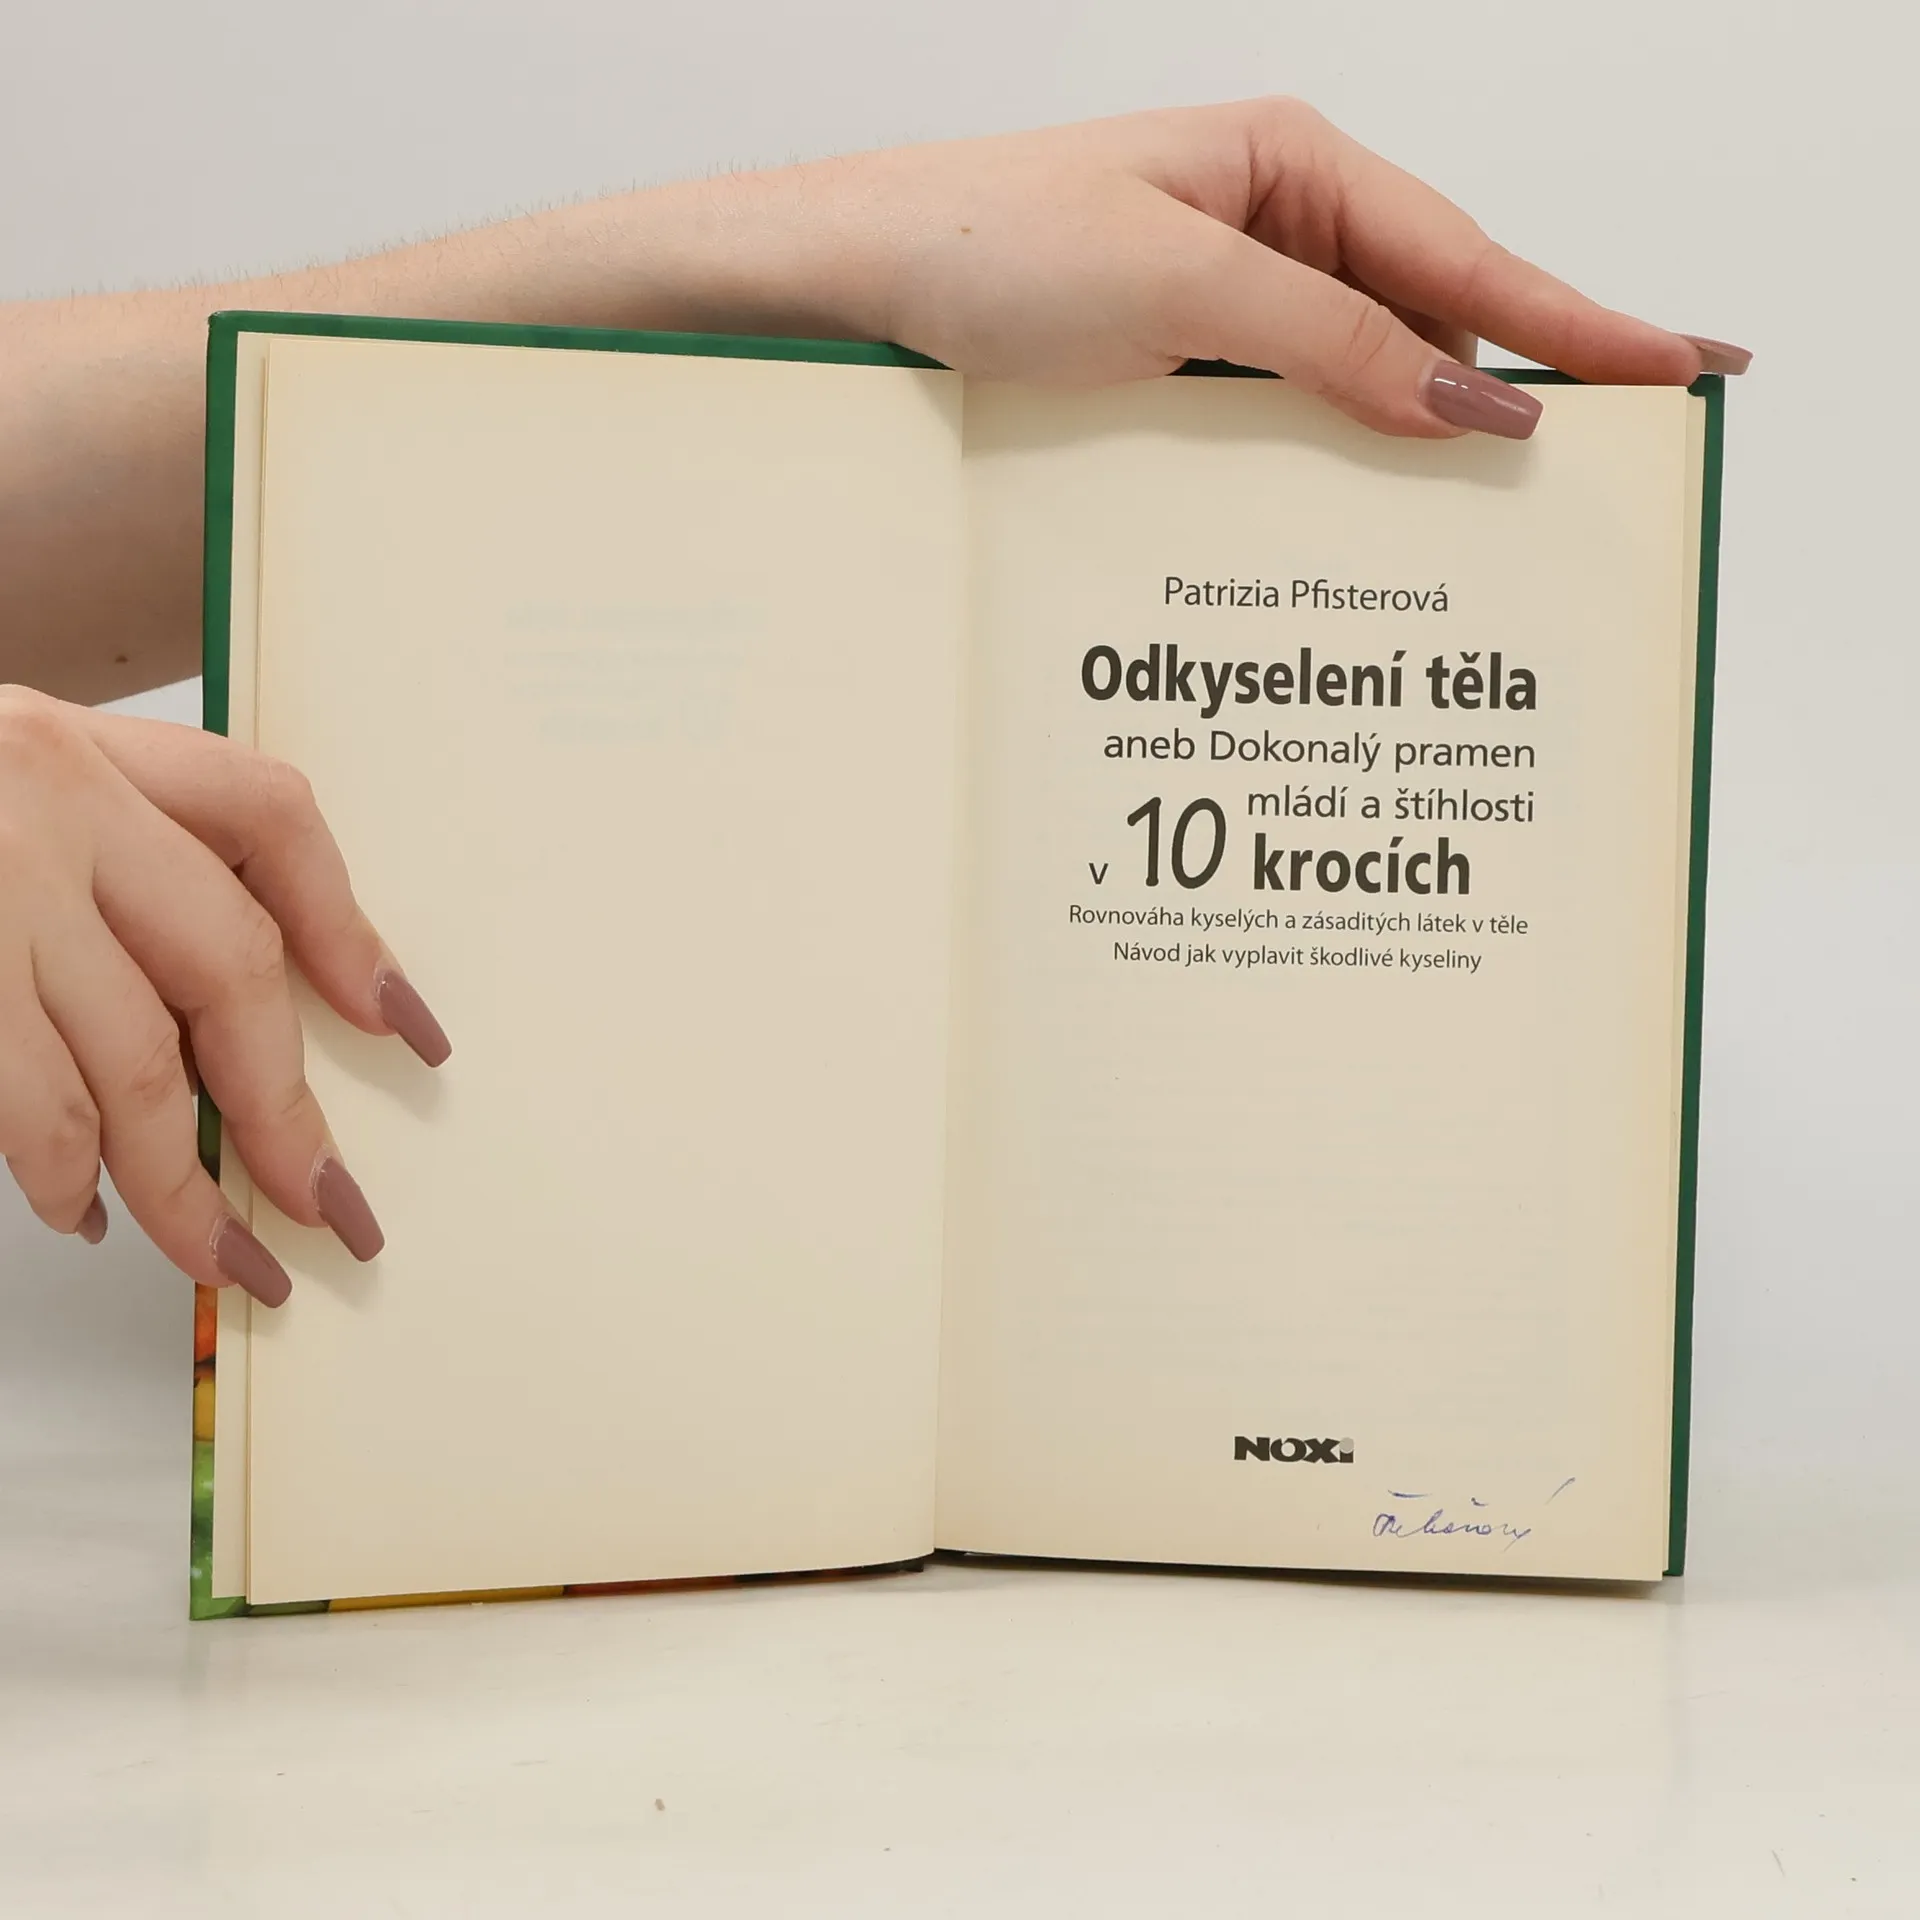 Patrizia Pfisterová
Odkyselení těla
aneb Dokonalý pramen
mládí a štíhlosti
v 10 krocích
Rovnováha kyselých a zásaditých látek v těle
Návod jak vyplavit škodlivé kyseliny
NOXi